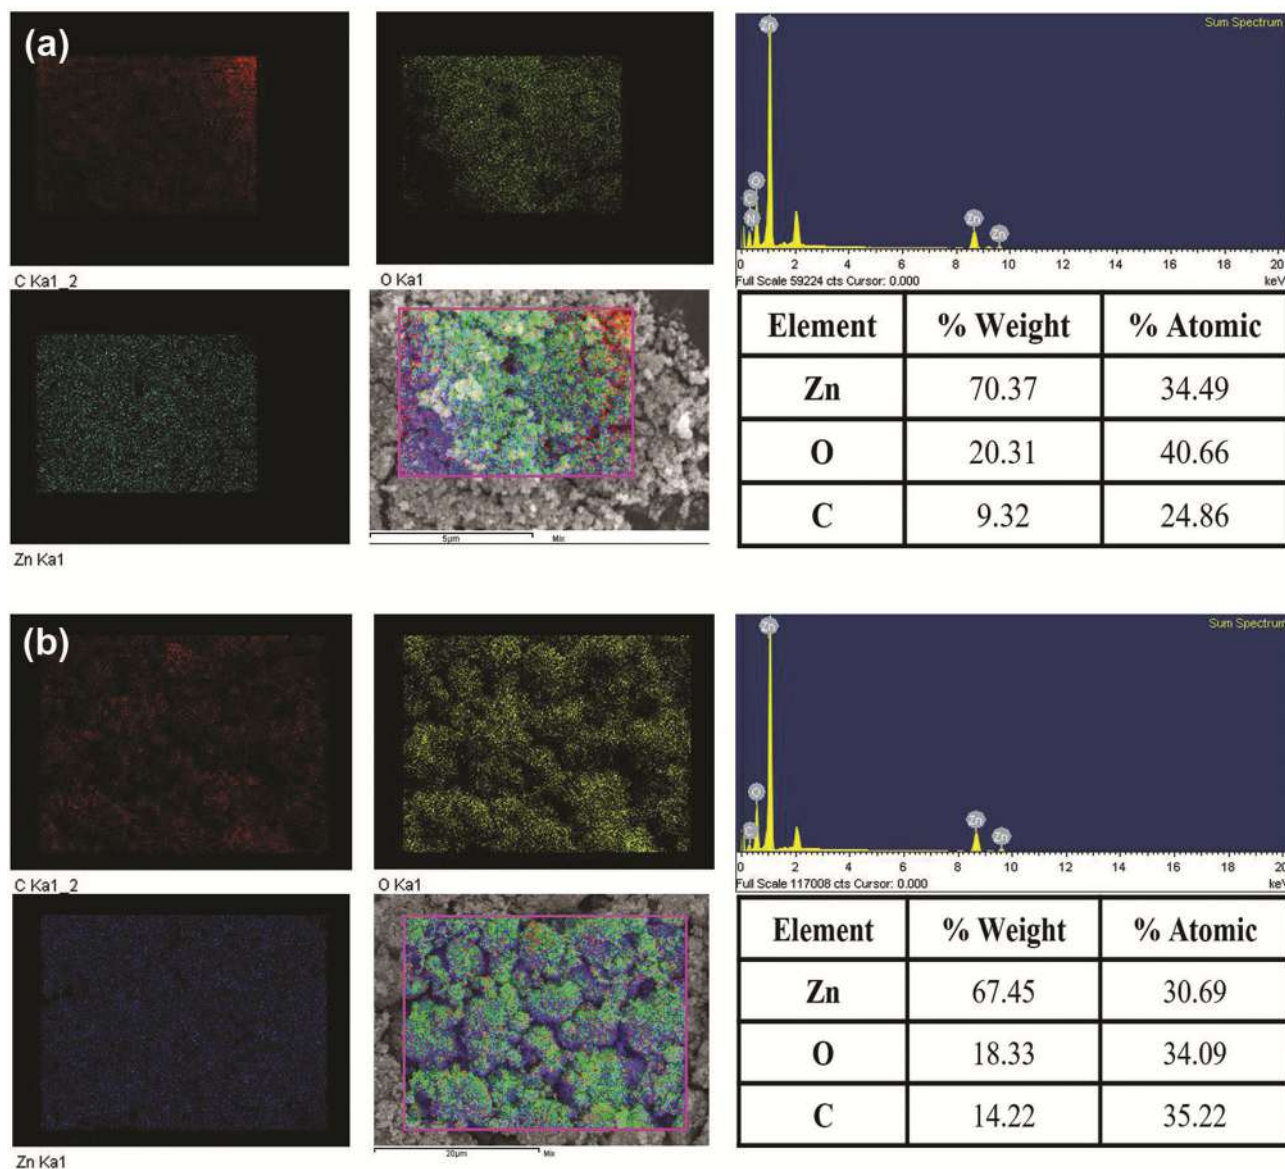 (a)
C Ka1_2
O Ka1
Zn Ka1
5µm
Mix
Sum Spectrum
Zn
O
C
N
Zn
Zn
0 2 4 6 8 10 12 14 16 18 20
Full Scale 59224 cts Cursor: 0.000
keV
Element % Weight % Atomic
Zn 70.37 34.49
O 20.31 40.66
C 9.32 24.86
(b)
C Ka1_2
O Ka1
Zn Ka1
20µm
Mix
Sum Spectrum
Zn
O
C
Zn
Zn
0 2 4 6 8 10 12 14 16 18 20
Full Scale 117008 cts Cursor: 0.000
keV
Element % Weight % Atomic
Zn 67.45 30.69
O 18.33 34.09
C 14.22 35.22